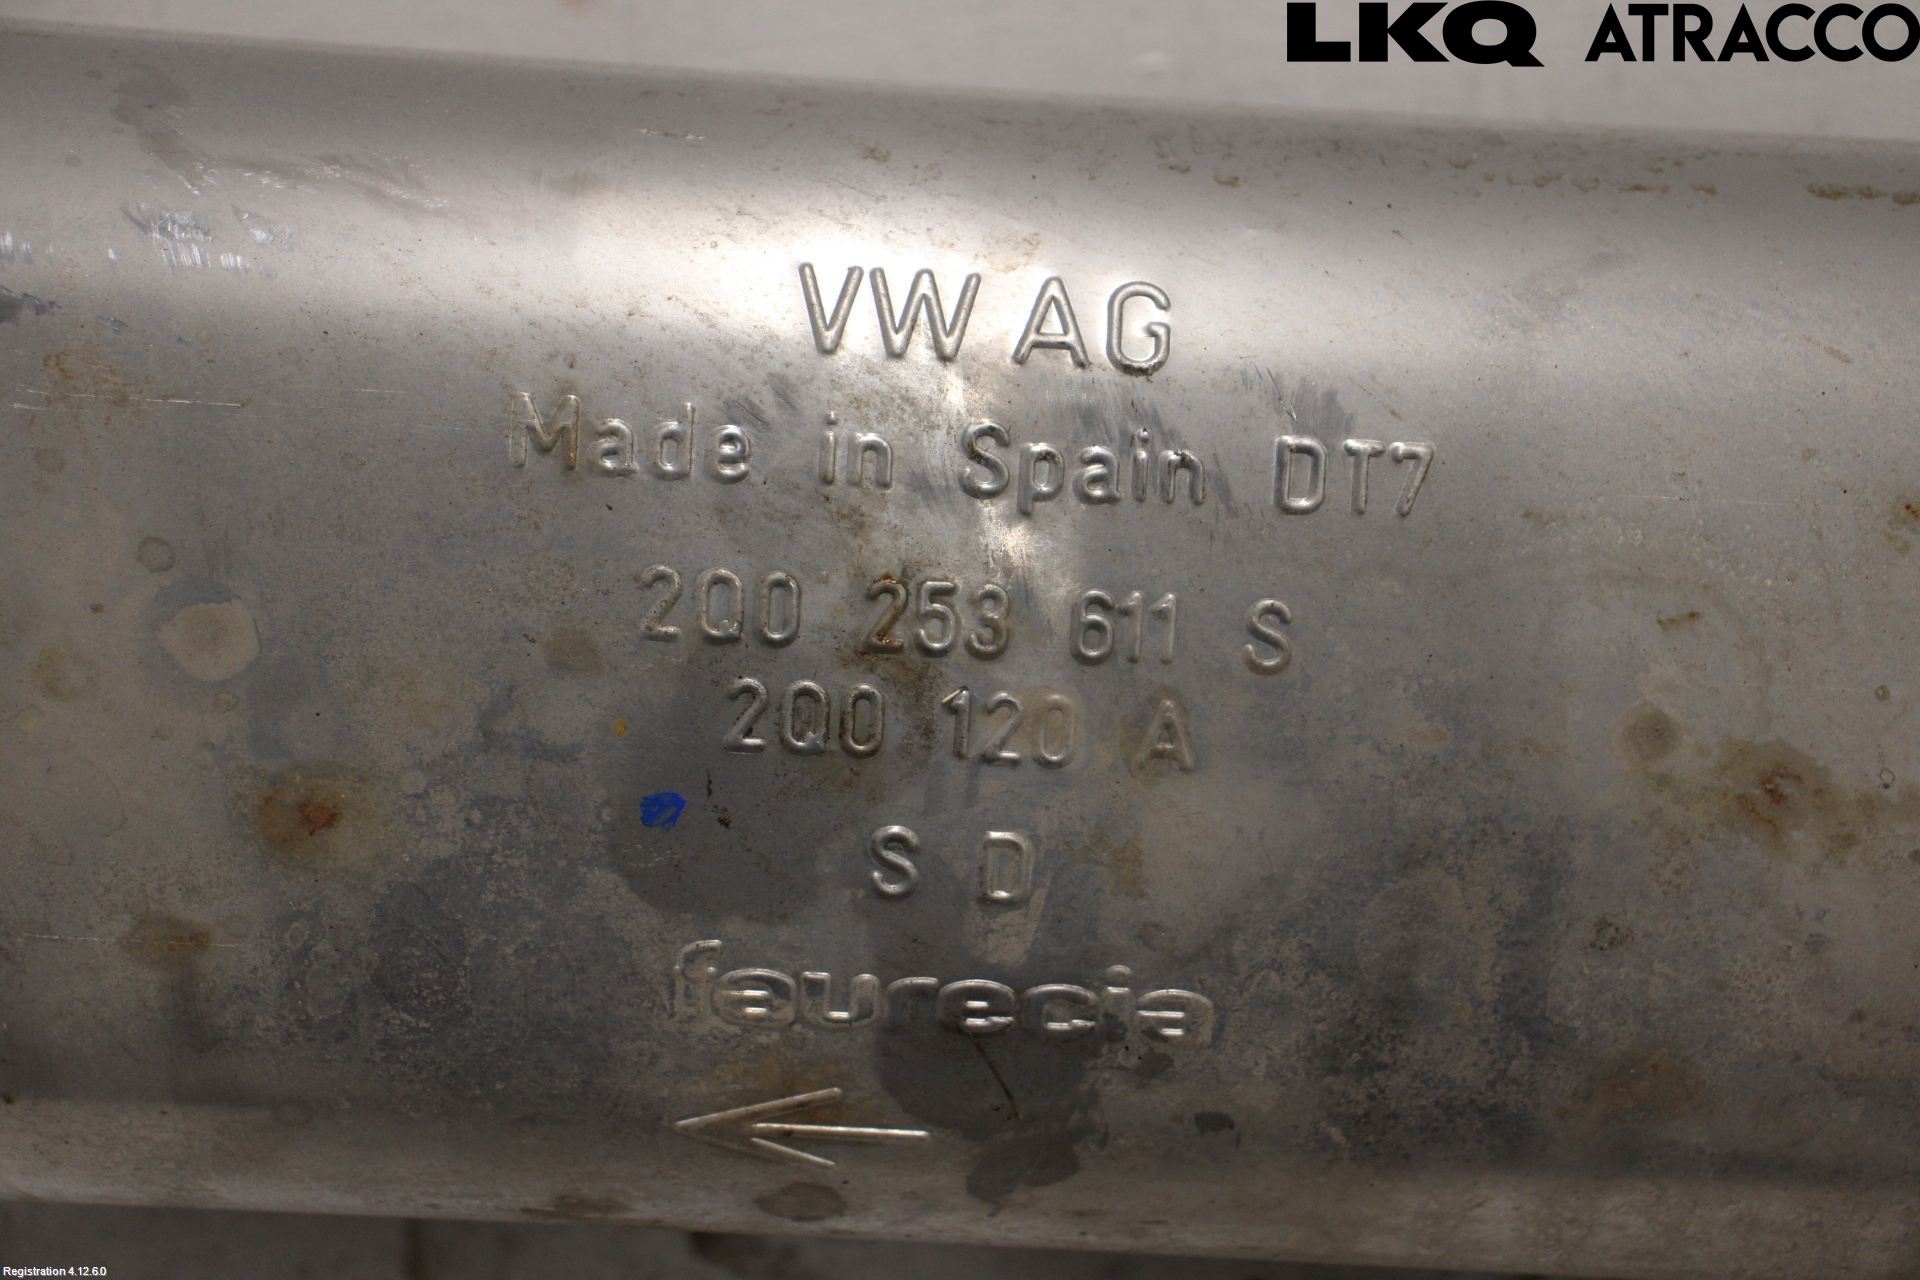 LKQ ATRACCO
VW AG
Made in Spain DT7
2Q0 253 611 S
2Q0 120 A
S D
faurecia
Registration 4.12.6.0